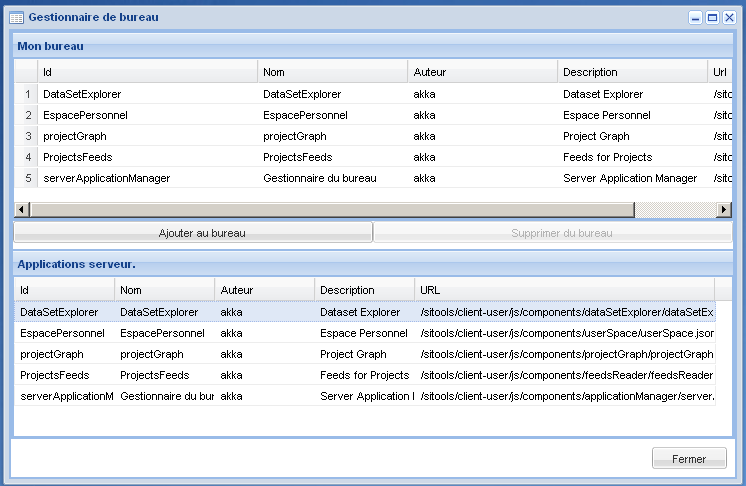 Gestionnaire de bureau
Mon bureau
Id Nom Auteur Description Url
1 DataSetExplorer DataSetExplorer akka Dataset Explorer /sito
2 EspacePersonnel EspacePersonnel akka Espace Personnel /sito
3 projectGraph projectGraph akka Project Graph /sito
4 ProjectsFeeds ProjectsFeeds akka Feeds for Projects /sito
5 serverApplicationManager Gestionnaire du bureau akka Server Application Manager /sito
Ajouter au bureau Supprimer du bureau
Applications serveur.
Id Nom Auteur Description URL
DataSetExplorer DataSetExplorer akka Dataset Explorer /sitools/client-user/js/components/dataSetExplorer/dataSetEx
EspacePersonnel EspacePersonnel akka Espace Personnel /sitools/client-user/js/components/userSpace/userSpace.json
projectGraph projectGraph akka Project Graph /sitools/client-user/js/components/projectGraph/projectGraph
ProjectsFeeds ProjectsFeeds akka Feeds for Projects /sitools/client-user/js/components/feedsReader/feedsReader
serverApplicationM Gestionnaire du bur akka Server Application /sitools/client-user/js/components/applicationManager/server.
Fermer